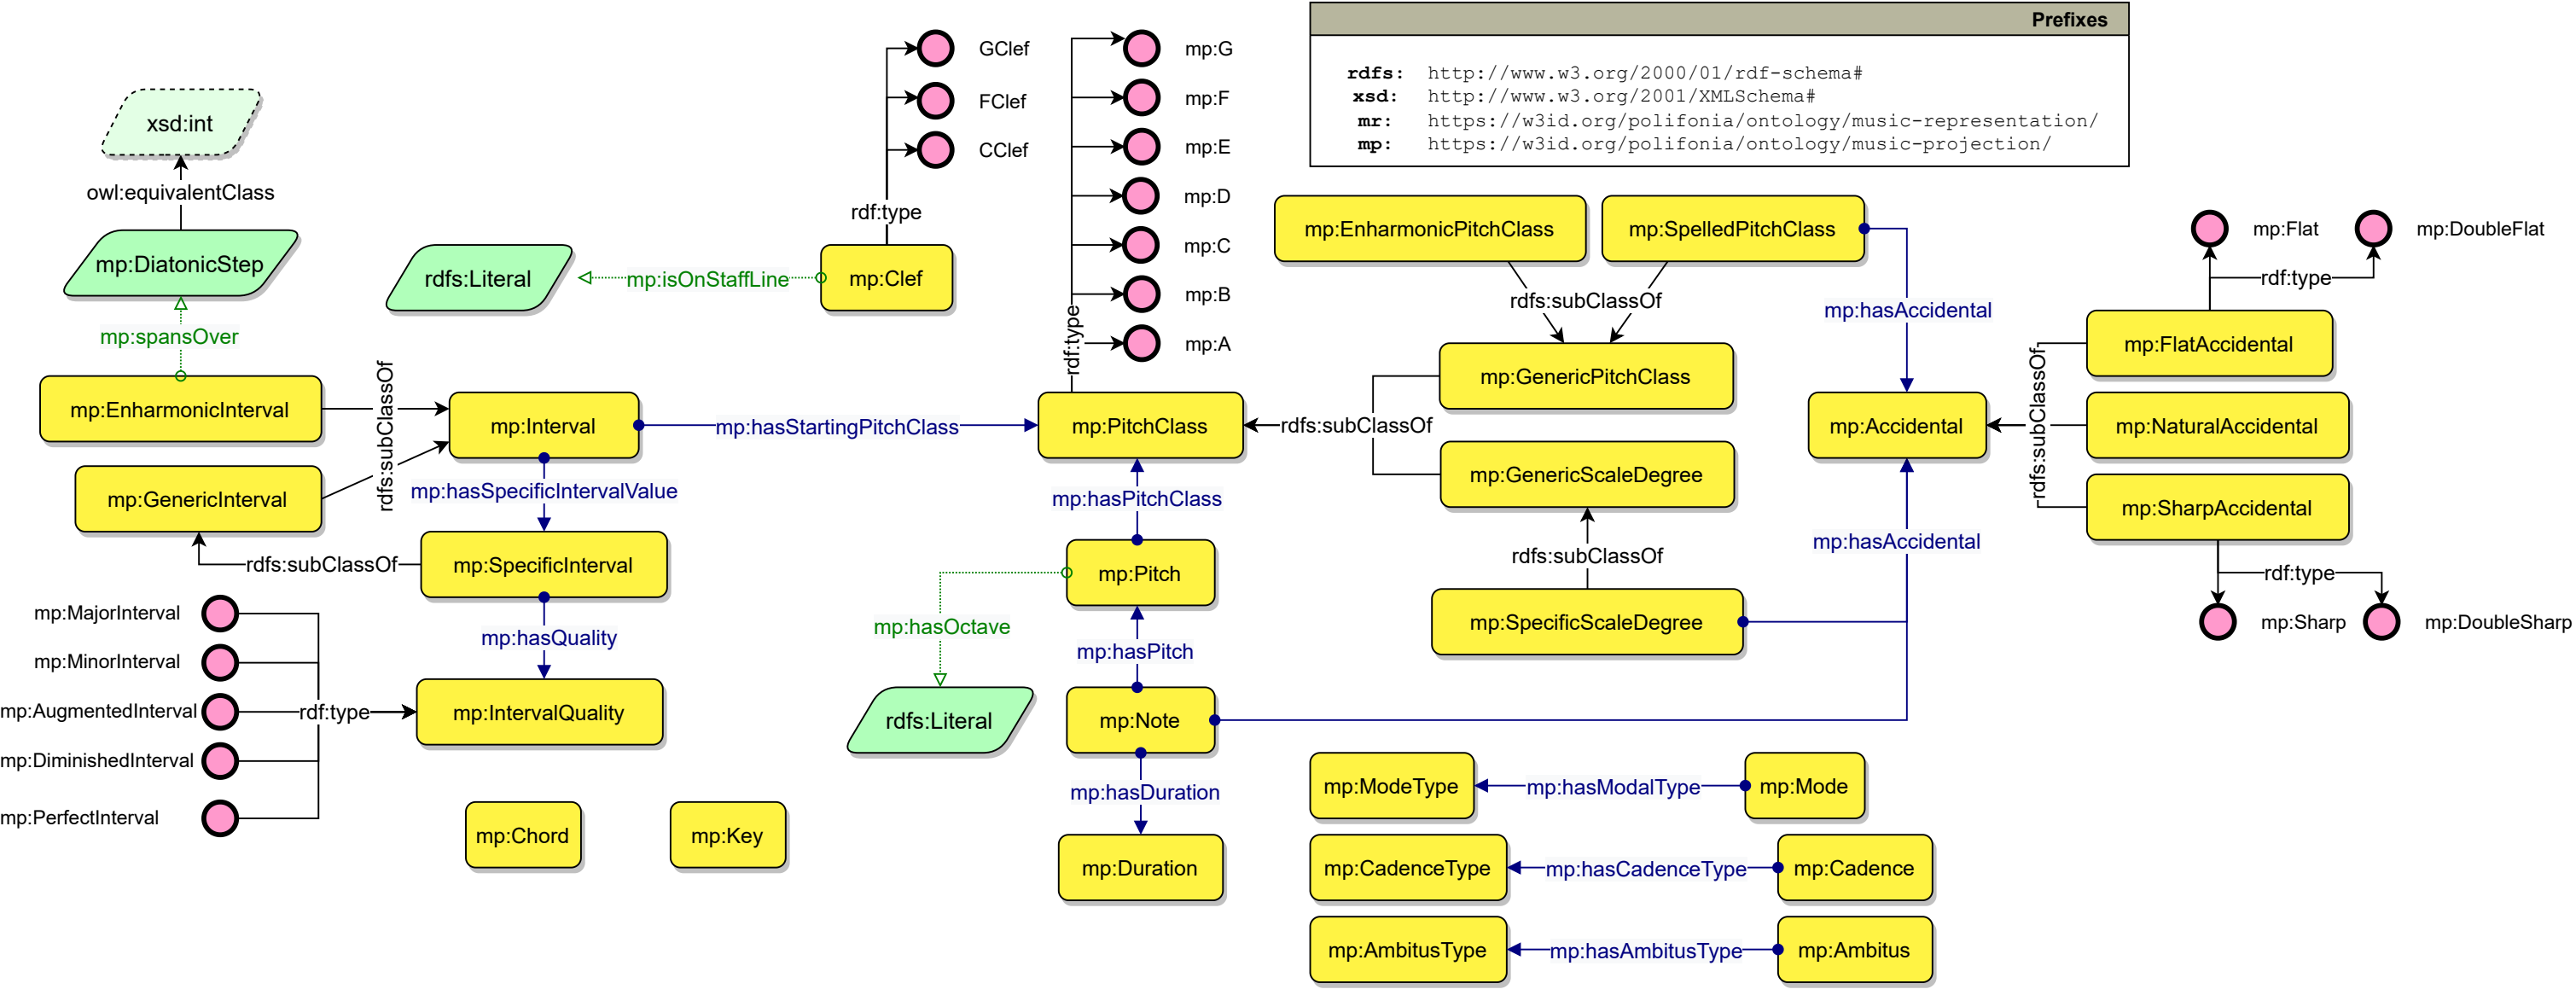 Prefixes
rdfs: http://www.w3.org/2000/01/rdf-schema#
xsd: http://www.w3.org/2001/XMLSchema#
mr: https://w3id.org/polifonia/ontology/music-representation/
mp: https://w3id.org/polifonia/ontology/music-projection/
xsd:int
owl:equivalentClass
mp:DiatonicStep
mp:spansOver
mp:EnharmonicInterval
mp:GenericInterval
rdfs:subClassOf
mp:Interval
mp:hasStartingPitchClass
mp:hasSpecificIntervalValue
rdfs:subClassOf
mp:SpecificInterval
mp:hasQuality
mp:IntervalQuality
rdf:type
mp:MajorInterval
mp:MinorInterval
mp:AugmentedInterval
mp:DiminishedInterval
mp:PerfectInterval
mp:Chord
mp:Key
GClef
FClef
CClef
rdf:type
mp:Clef
mp:isOnStaffLine
rdfs:Literal
mp:G
mp:F
mp:E
mp:D
mp:C
mp:B
mp:A
rdf:type
mp:PitchClass
mp:hasPitchClass
mp:Pitch
mp:hasOctave
rdfs:Literal
mp:hasPitch
mp:Note
mp:hasDuration
mp:Duration
mp:EnharmonicPitchClass
mp:SpelledPitchClass
rdfs:subClassOf
mp:GenericPitchClass
rdfs:subClassOf
mp:GenericScaleDegree
rdfs:subClassOf
mp:SpecificScaleDegree
mp:hasAccidental
mp:Accidental
mp:hasAccidental
rdfs:subClassOf
mp:Flat
mp:DoubleFlat
rdf:type
mp:FlatAccidental
mp:NaturalAccidental
mp:SharpAccidental
rdf:type
mp:Sharp
mp:DoubleSharp
mp:ModeType
mp:hasModalType
mp:Mode
mp:CadenceType
mp:hasCadenceType
mp:Cadence
mp:AmbitusType
mp:hasAmbitusType
mp:Ambitus